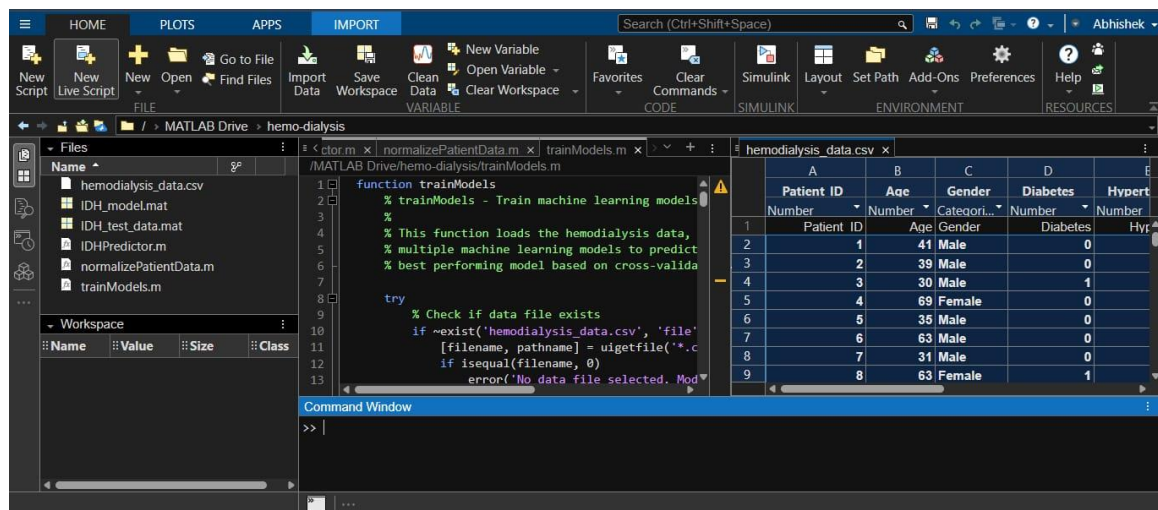 HOME PLOTS APPS IMPORT Search (Ctrl+Shift+Space) Abhishek
New Script
New Live Script
New
Open
Go to File
Find Files
FILE
Import Data
Save Workspace
Clean Data
New Variable
Open Variable
Clear Workspace
VARIABLE
Favorites
Clear Commands
CODE
Simulink
SIMULINK
Layout
Set Path
Add-Ons
Preferences
ENVIRONMENT
? Help
RESOURCES
/ › MATLAB Drive › hemo-dialysis
Files
Name
hemodialysis_data.csv
IDH_model.mat
IDH_test_data.mat
IDHPredictor.m
normalizePatientData.m
trainModels.m
Workspace
Name Value Size Class
ctor.m × normalizePatientData.m × trainModels.m × +
/MATLAB Drive/hemo-dialysis/trainModels.m
1 function trainModels
2 % trainModels - Train machine learning models
3 %
4 % This function loads the hemodialysis data,
5 % multiple machine learning models to predict
6 % best performing model based on cross-valida
7
8 try
9 % Check if data file exists
10 if ~exist('hemodialysis_data.csv', 'file'
11 [filename, pathname] = uigetfile('*.c
12 if isequal(filename, 0)
13 error('No data file selected. Mod
hemodialysis_data.csv ×
A B C D E
Patient ID Age Gender Diabetes Hypert
Number Number Categori... Number Number
1 Patient ID Age Gender Diabetes Hyp
2 1 41 Male 0
3 2 39 Male 0
4 3 30 Male 1
5 4 69 Female 0
6 5 35 Male 0
7 6 63 Male 0
8 7 31 Male 0
9 8 63 Female 1
Command Window
>>